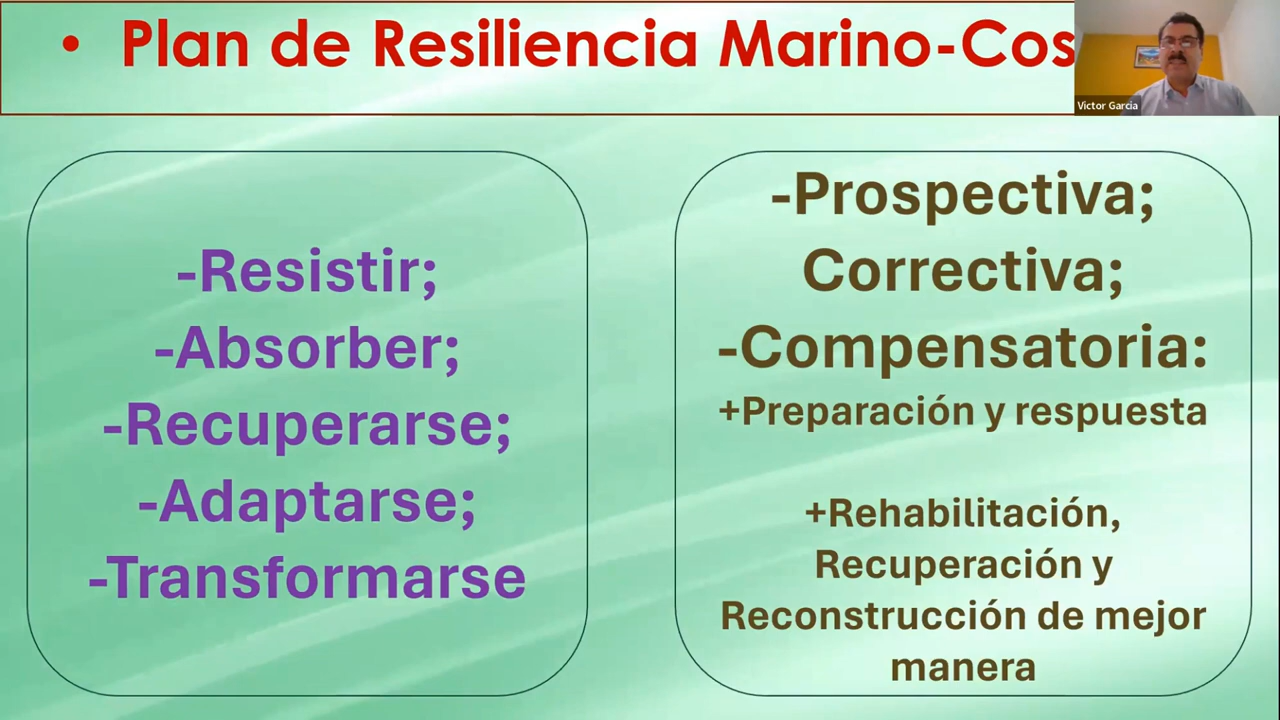 • Plan de Resiliencia Marino-Cos
Victor Garcia
-Resistir;
-Absorber;
-Recuperarse;
-Adaptarse;
-Transformarse
-Prospectiva;
Correctiva;
-Compensatoria:
+Preparación y respuesta
+Rehabilitación,
Recuperación y
Reconstrucción de mejor
manera